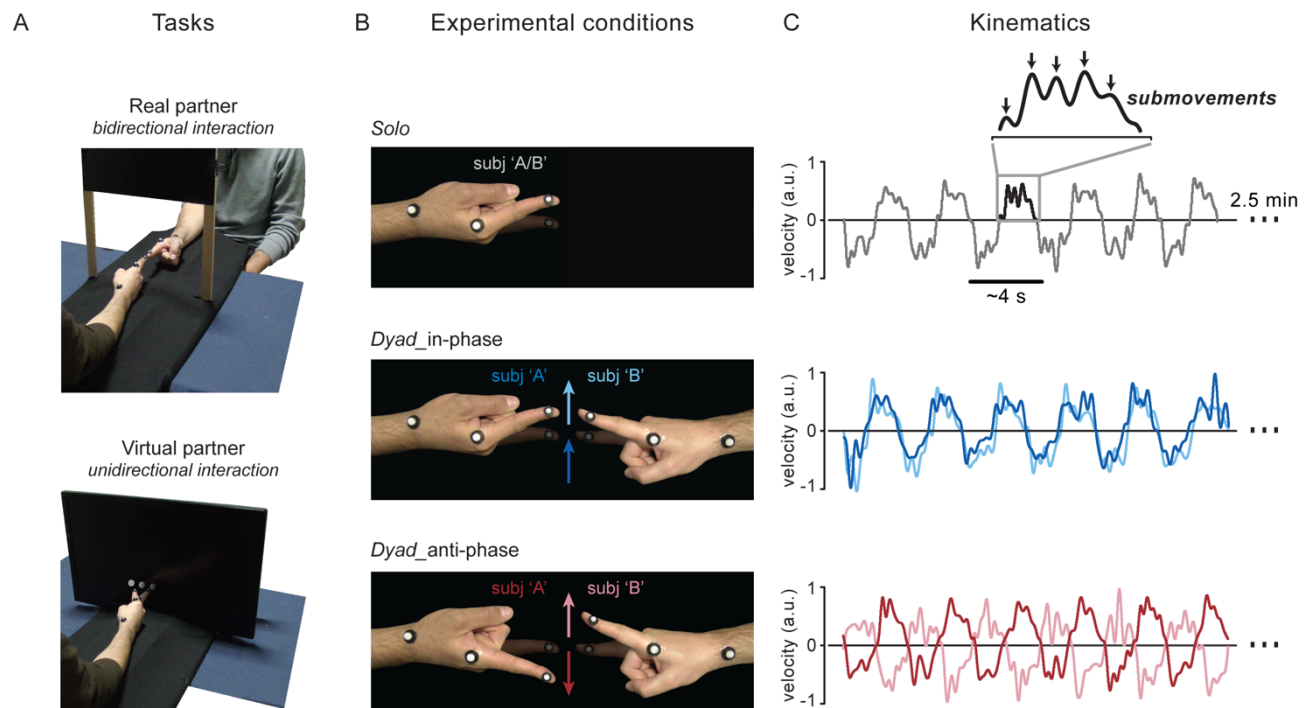 A
Tasks
B
Experimental conditions
C
Kinematics
Real partner
bidirectional interaction
Virtual partner
unidirectional interaction
Solo
subj 'A/B'
Dyad_in-phase
subj 'A'
subj 'B'
Dyad_anti-phase
subj 'A'
subj 'B'
submovements
velocity (a.u.)
1
0
-1
2.5 min
~4 s
velocity (a.u.)
1
0
-1
velocity (a.u.)
1
0
-1